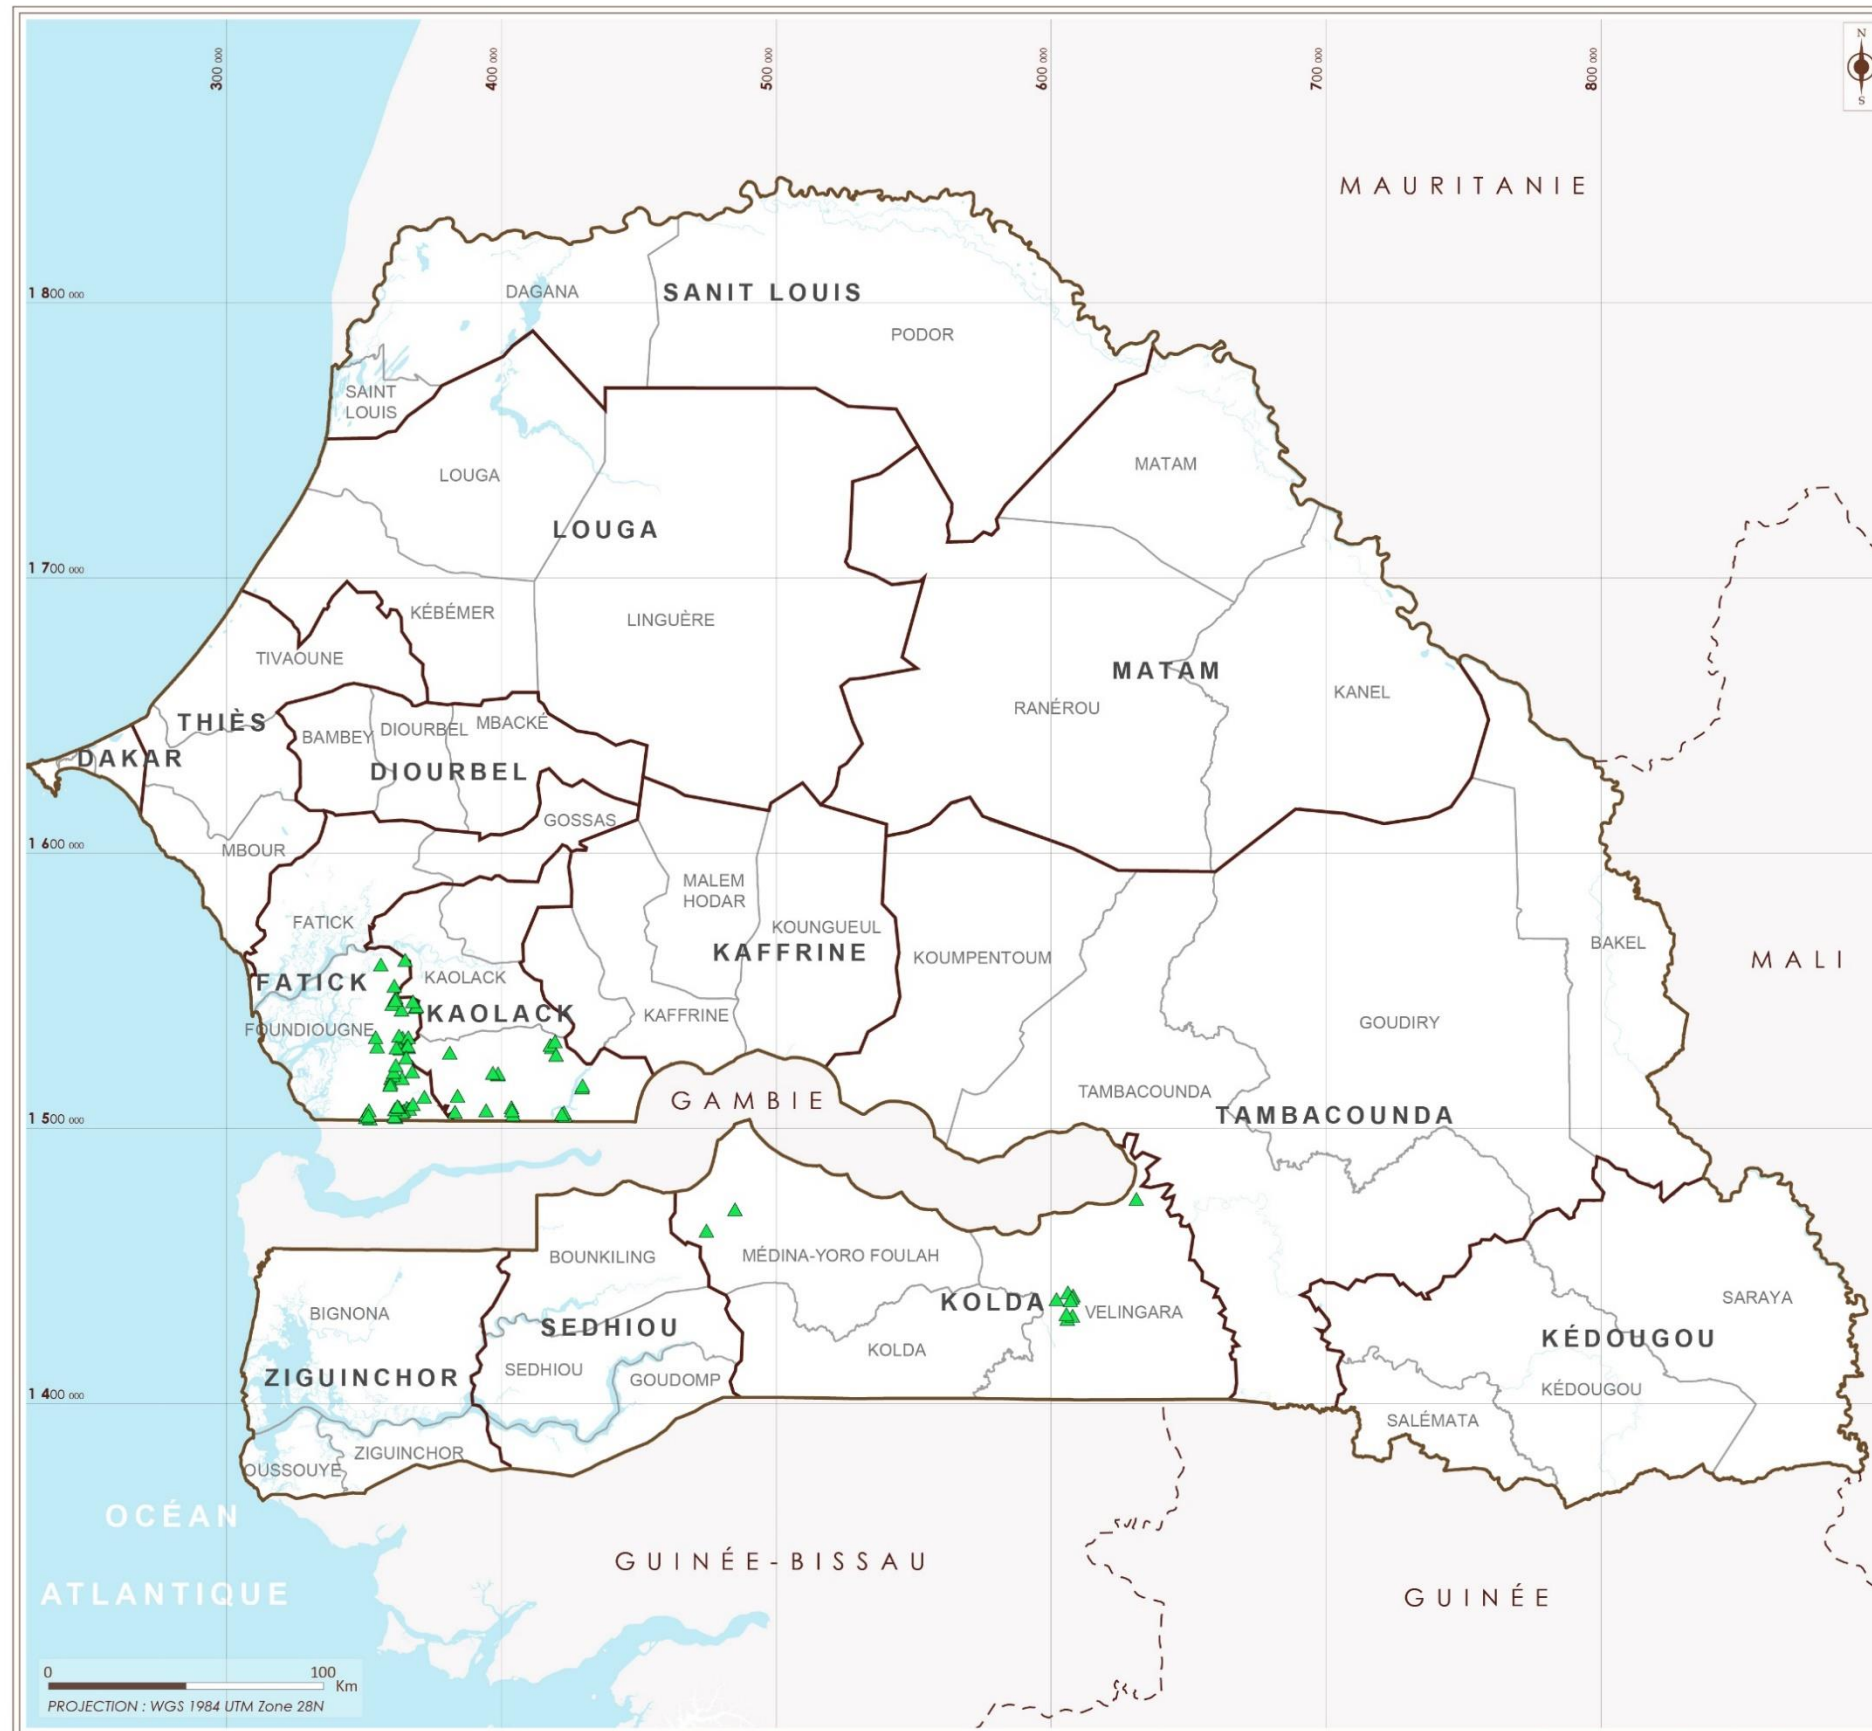 300 000
400 000
500 000
600 000
700 000
800 000
N
S
MAURITANIE
1 800 000
DAGANA
SANIT LOUIS
PODOR
SAINT
LOUIS
MATAM
LOUGA
LOUGA
1 700 000
KÉBÉMER
LINGUÈRE
TIVAOUNE
MATAM
KANEL
RANÉROU
THIÈS
BAMBEY
DIOURBEL
MBACKÉ
DAKAR
DIOURBEL
GOSSAS
1 600 000
MBOUR
MALEM
HODAR
FATICK
KOUNGUEUL
KAFFRINE
KOUMPENTOUM
BAKEL
MALI
FATICK
KAOLACK
KAOLACK
KAFFRINE
FOUNDIOUGNE
GOUDIRY
TAMBACOUNDA
GAMBIE
TAMBACOUNDA
1 500 000
BOUNKILING
MÉDINA-YORO FOULAH
BIGNONA
KOLDA
VELINGARA
SARAYA
SEDHIOU
KÉDOUGOU
KOLDA
ZIGUINCHOR
SEDHIOU
GOUDOMP
KÉDOUGOU
1 400 000
SALÉMATA
ZIGUINCHOR
OUSSOUYE
OCÉAN
ATLANTIQUE
GUINÉE-BISSAU
GUINÉE
0 100
Km
PROJECTION : WGS 1984 UTM Zone 28N